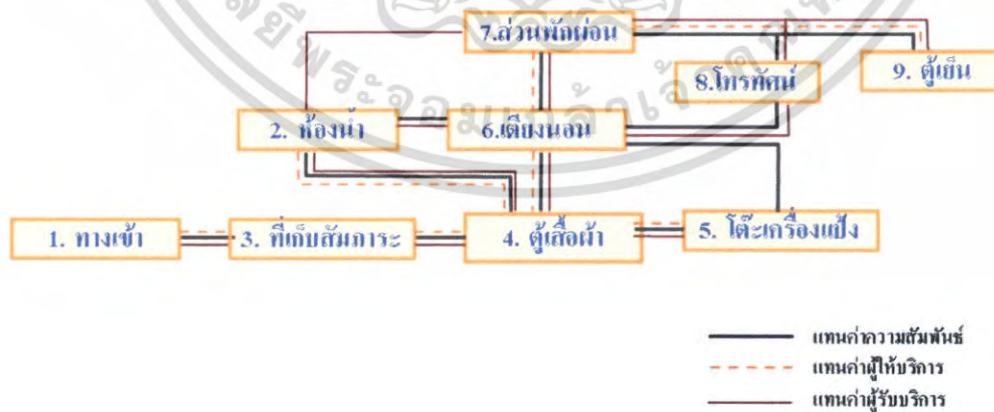 7.ส่วนพักผ่อน
8.โทรทัศน์
9. ตู้เย็น
2. ห้องน้ำ
6.เตียงนอน
1. ทางเข้า
3. ที่เก็บสัมภาระ
4. ตู้เสื้อผ้า
5. โต๊ะเครื่องแป้ง
แทนค่าความสัมพันธ์
แทนค่าผู้ให้บริการ
แทนค่าผู้รับบริการ